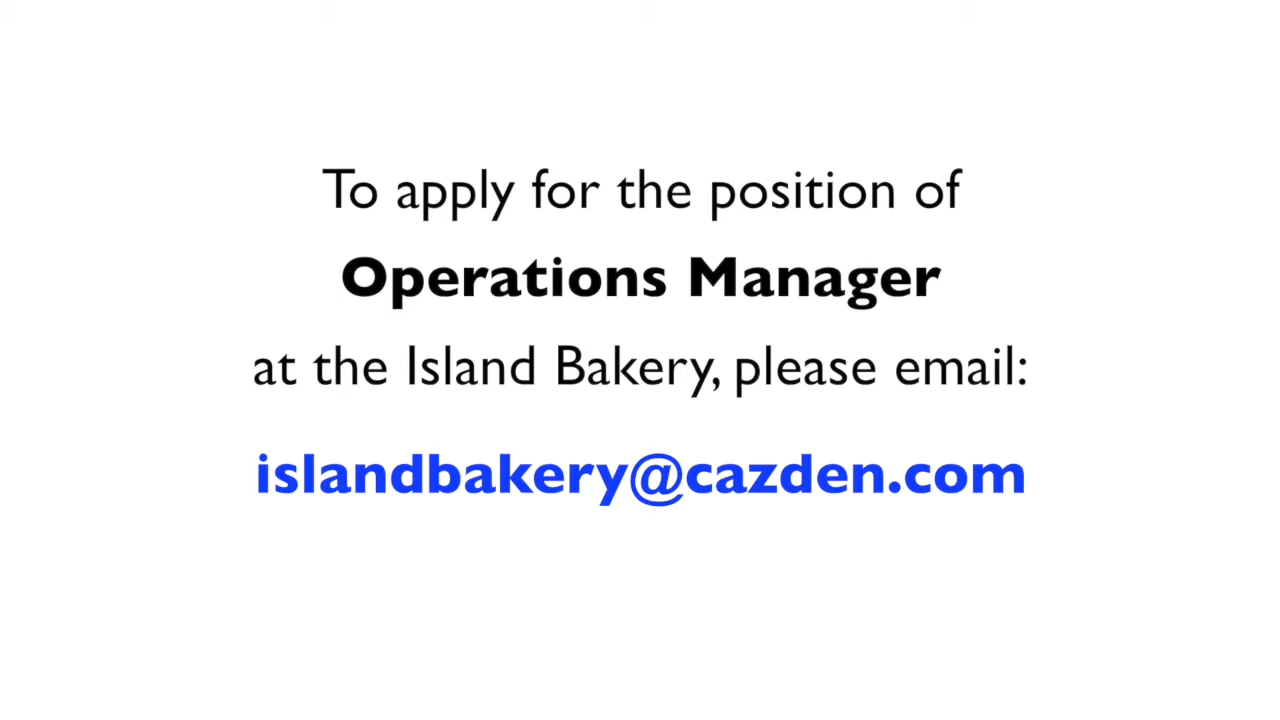 To apply for the position of
Operations Manager
at the Island Bakery, please email:
islandbakery@cazden.com